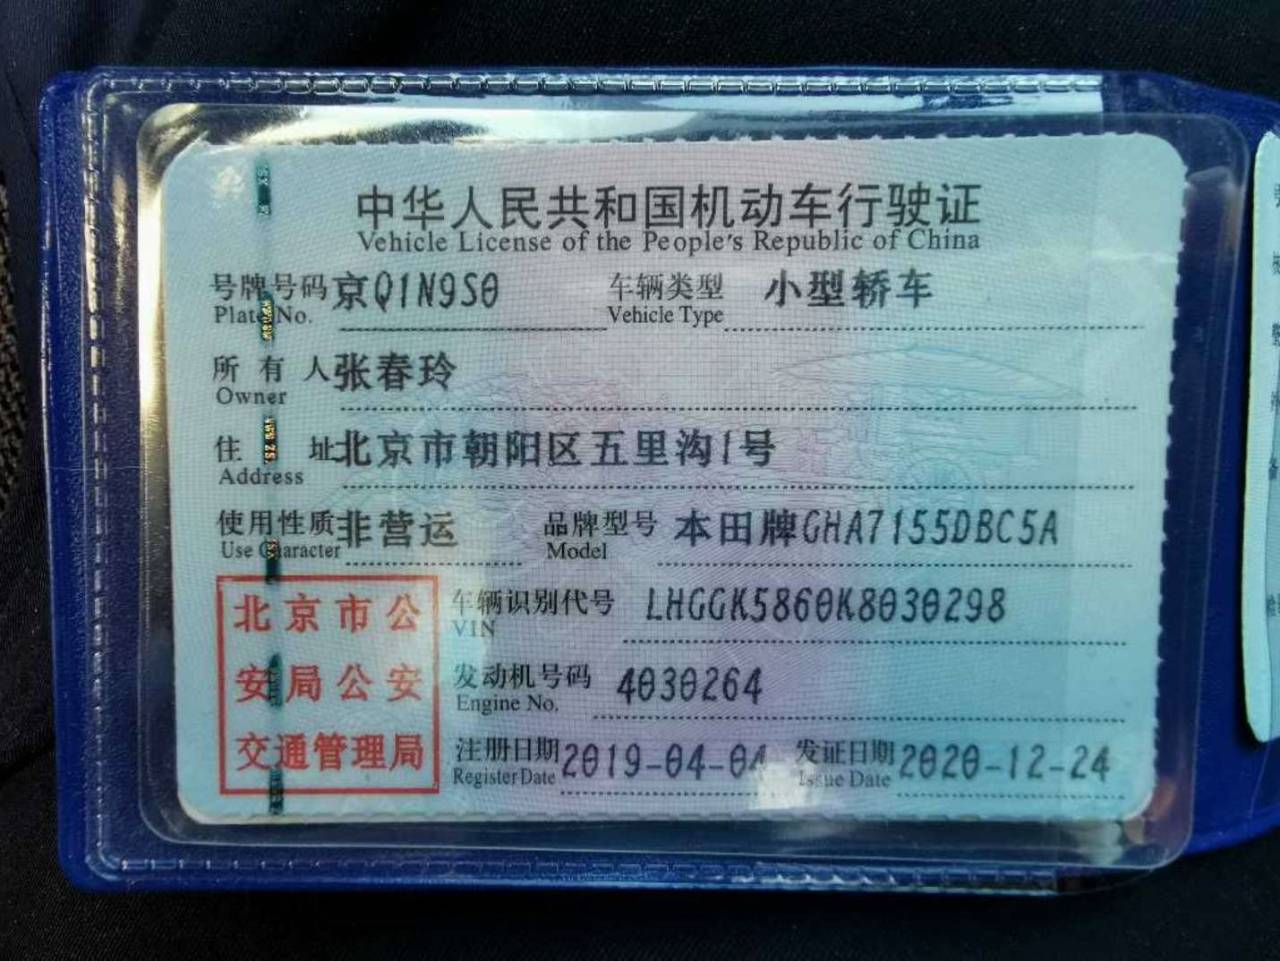 中华人民共和国机动车行驶证
Vehicle License of the People's Republic of China
号牌号码 京Q1N9S0 车辆类型 小型轿车
Plate No. Vehicle Type
所有人 张春玲
Owner
住址 北京市朝阳区五里沟1号
Address
使用性质 非营运 品牌型号 本田牌GHA7155DBC5A
Use Character Model
北京市公 车辆识别代号 LHGGK5860K8030298
VIN
安局公安 发动机号码 4030264
Engine No.
交通管理局 注册日期 2019-04-04 发证日期 2020-12-24
Register Date Issue Date